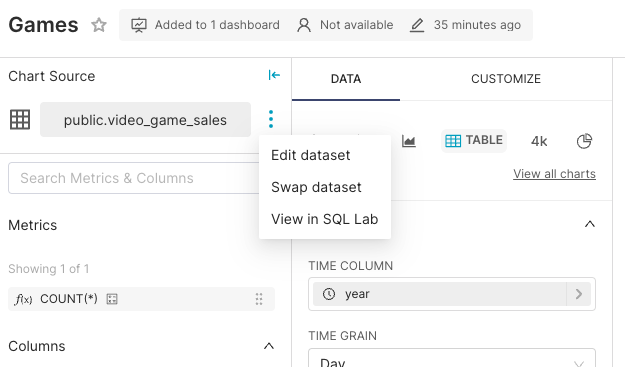 Games Added to 1 dashboard Not available 35 minutes ago
Chart Source
DATA CUSTOMIZE
public.video_game_sales
Edit dataset
Swap dataset
View in SQL Lab
TABLE 4k
View all charts
Search Metrics & Columns
Metrics
Showing 1 of 1
f(x) COUNT(*)
Columns
TIME COLUMN
year
TIME GRAIN
Day